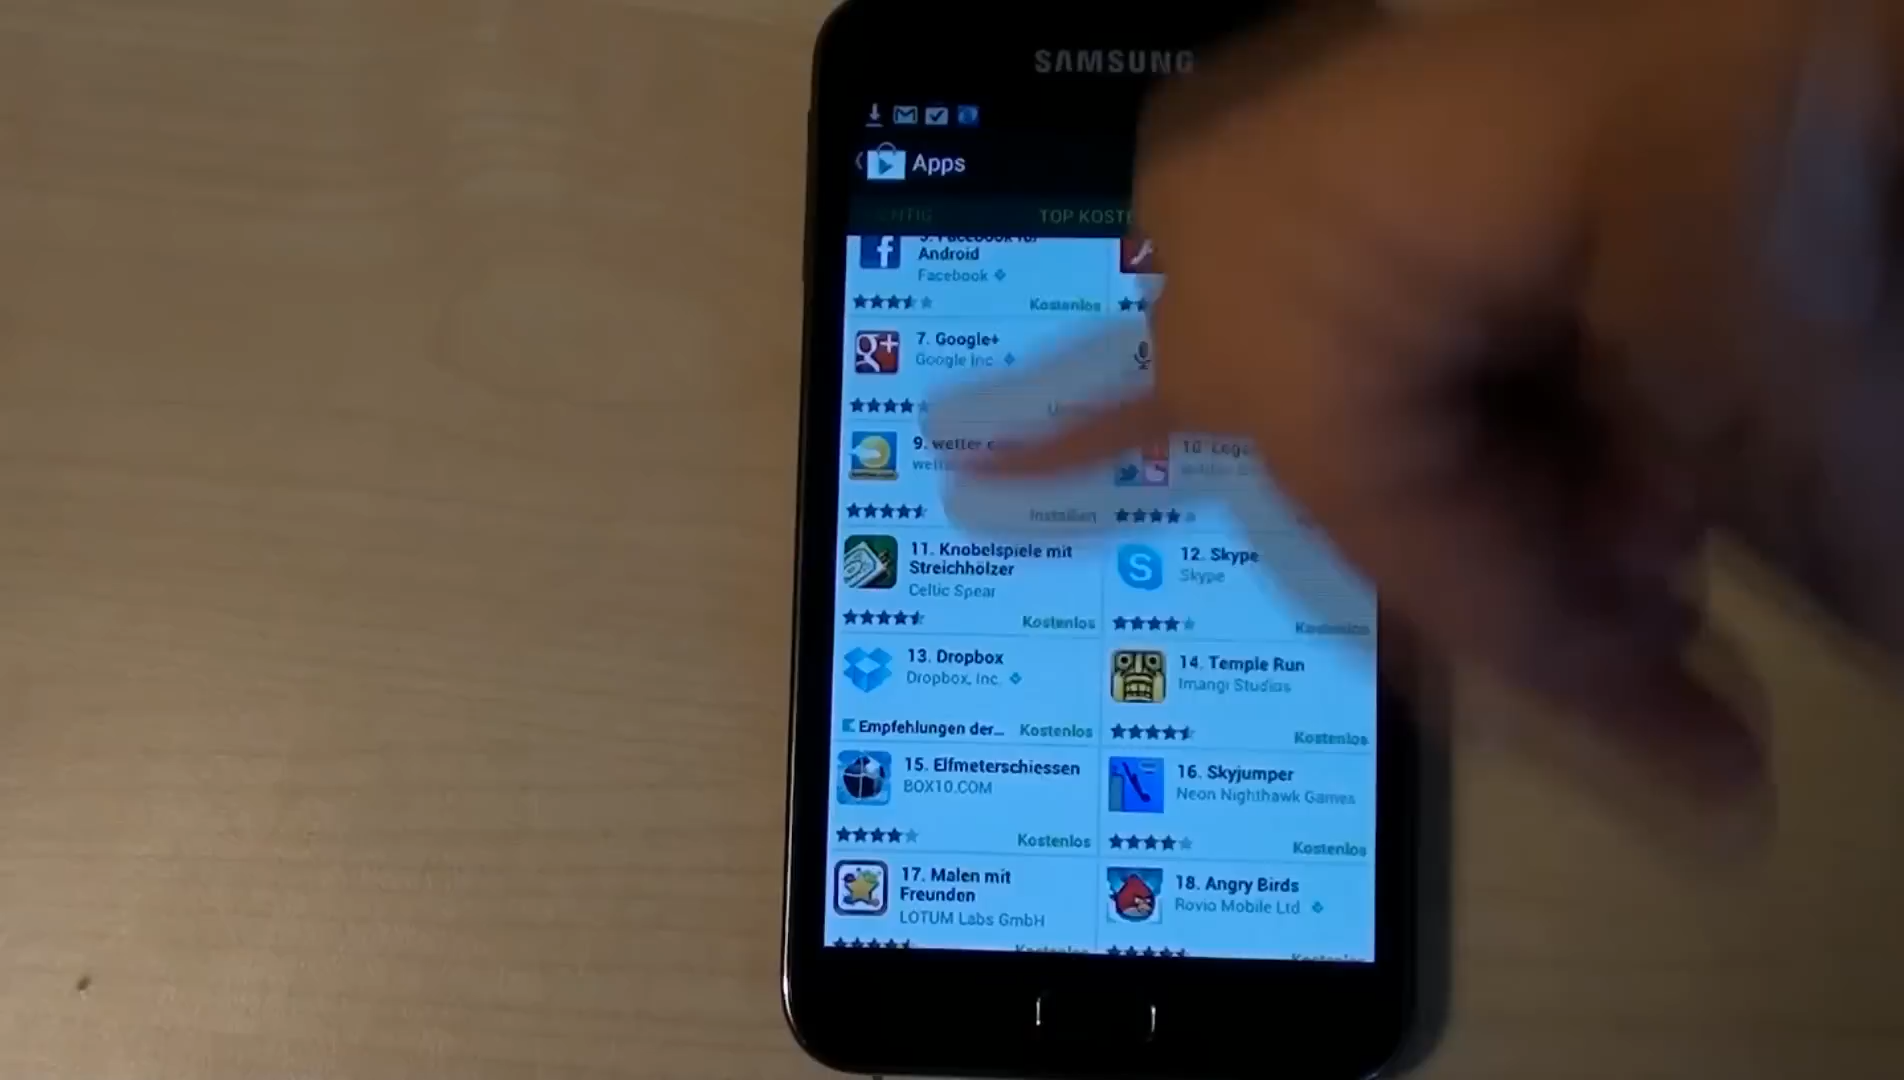 SAMSUNG
Apps
TOP
Android
Facebook
Kostenlos
7. Google+
Google Inc.
9. wetter
10.
Installiert
11. Knobelspiele mit
Streichhölzer
Celtic Spear
Kostenlos
12. Skype
Skype
Kostenlos
13. Dropbox
Dropbox, Inc.
Empfehlungen der...
Kostenlos
14. Temple Run
Imangi Studios
Kostenlos
15. Elfmeterschiessen
BOX10.COM
Kostenlos
16. Skyjumper
Neon Nighthawk Games
Kostenlos
17. Malen mit
Freunden
LOTUM Labs GmbH
18. Angry Birds
Rovio Mobile Ltd